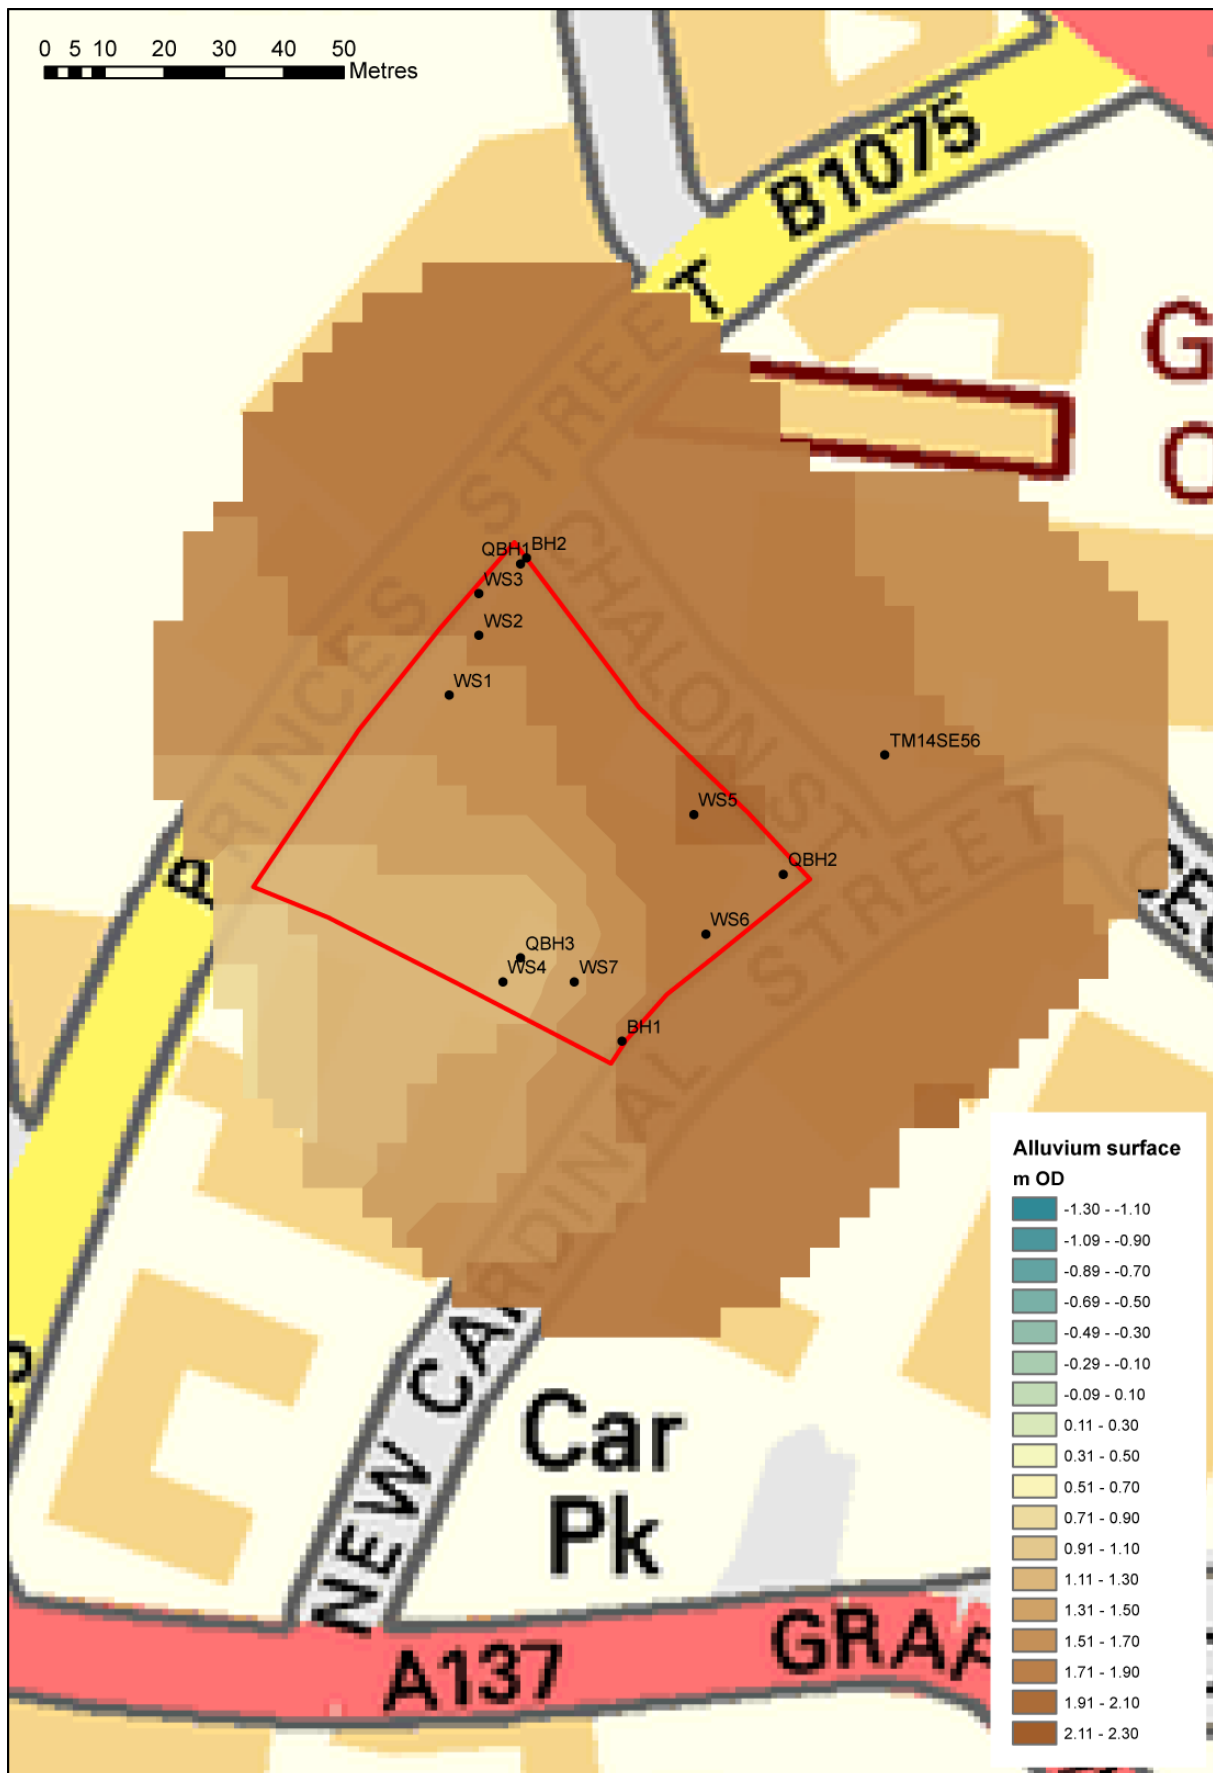 0 5 10 20 30 40 50
Metres
B1075
PRINCES STREET
G
C
CHALON ST
QBH1
BH2
WS3
WS2
WS1
TM14SE56
WS5
QBH2
WS6
QBH3
WS4
WS7
BH1
NEW CARDINAL STREET
Car
Pk
A137
GRAF
Alluvium surface
m OD
-1.30 - -1.10
-1.09 - -0.90
-0.89 - -0.70
-0.69 - -0.50
-0.49 - -0.30
-0.29 - -0.10
-0.09 - 0.10
0.11 - 0.30
0.31 - 0.50
0.51 - 0.70
0.71 - 0.90
0.91 - 1.10
1.11 - 1.30
1.31 - 1.50
1.51 - 1.70
1.71 - 1.90
1.91 - 2.10
2.11 - 2.30